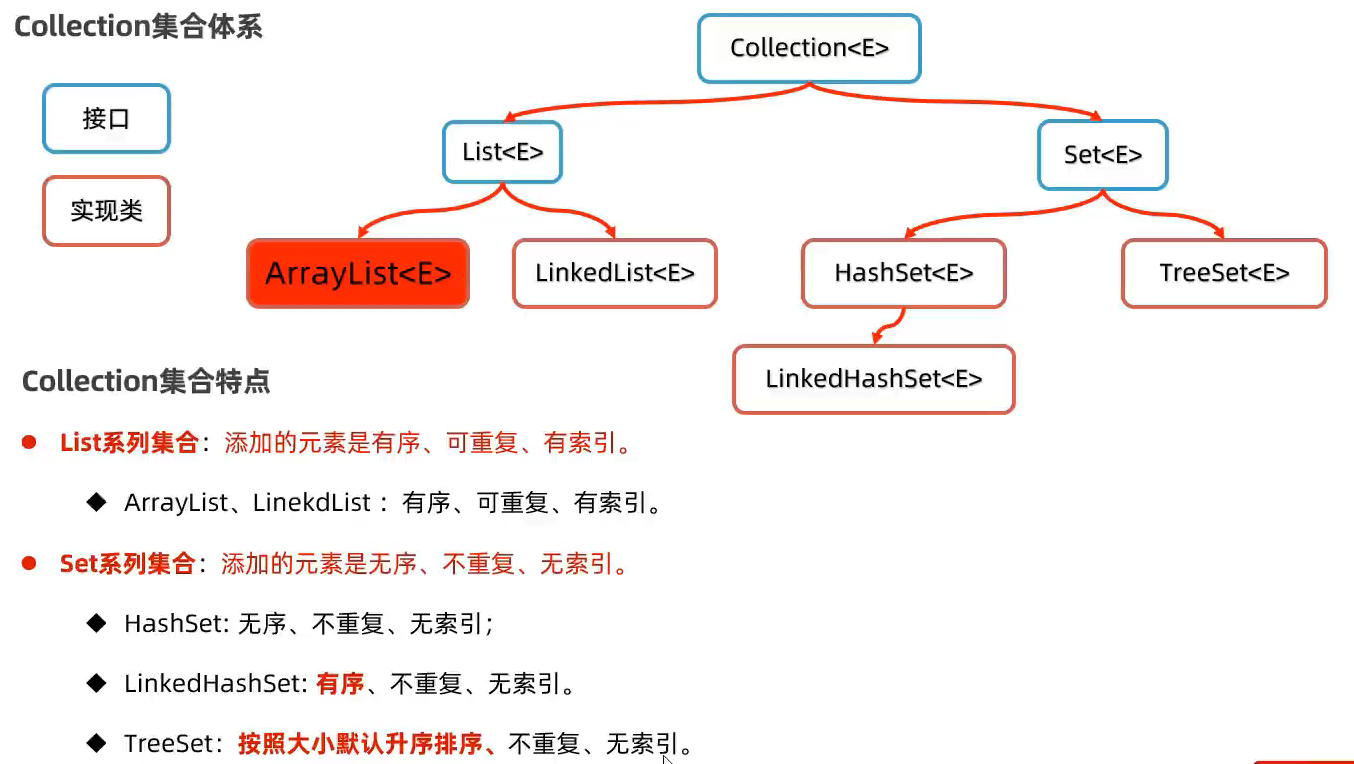 Collection集合体系
Collection<E>
接口
List<E>
Set<E>
实现类
ArrayList<E>
LinkedList<E>
HashSet<E>
TreeSet<E>
LinkedHashSet<E>
Collection集合特点
List系列集合：添加的元素是有序、可重复、有索引。
ArrayList、LinekdList ：有序、可重复、有索引。
Set系列集合：添加的元素是无序、不重复、无索引。
HashSet: 无序、不重复、无索引；
LinkedHashSet: 有序、不重复、无索引。
TreeSet：按照大小默认升序排序、不重复、无索引。